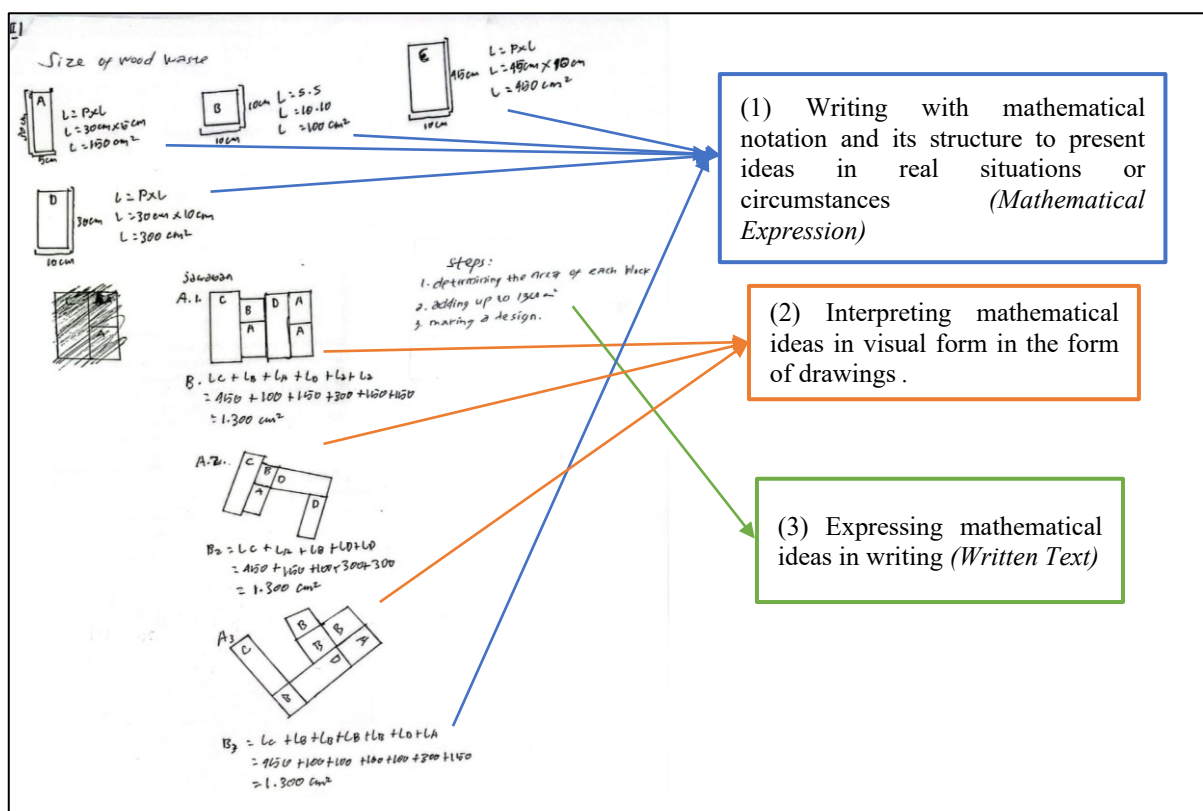 II]
Size of wood waste
A
30cm
5cm
L = PxL
L = 30cm x 5cm
L = 150 cm²
B
10cm
10cm
L = S.S
L = 10.10
L = 100 cm²
E
45cm
10cm
L = PxL
L = 45cm x 10cm
L = 450 cm²
D
30cm
10cm
L = PxL
L = 30cm x 10cm
L = 300 cm²
A
Jawaban
A.1.
C
B
D
A
A
A
steps:
1. determining the Area of each block
2. adding up to 1300 cm²
3. making a design.
B. LC + LB + LA + LD + LA + LA
= 450 + 100 + 150 + 300 + 150 + 150
= 1.300 cm²
A.2.
C
B
D
A
D
B2 = LC + LA + LB + LD + LD
= 450 + 150 + 100 + 300 + 300
= 1.300 cm²
A3
C
B
B
B
A
D
B
B3 = LC + LB + LB + LB + LB + LD + LA
= 450 + 100 + 100 + 100 + 100 + 300 + 150
= 1.300 cm²
(1) Writing with mathematical
notation and its structure to present
ideas in real situations or
circumstances (Mathematical
Expression)
(2) Interpreting mathematical
ideas in visual form in the form
of drawings .
(3) Expressing mathematical
ideas in writing (Written Text)